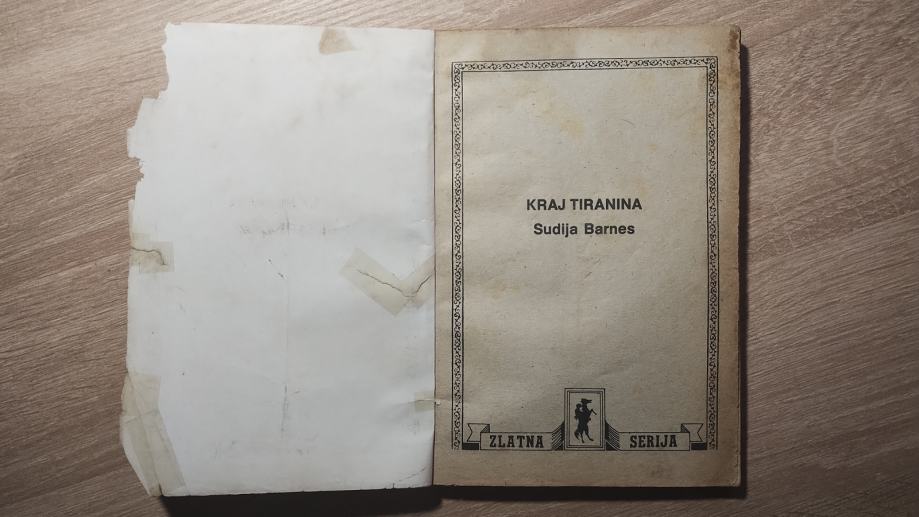 KRAJ TIRANINA
Sudija Barnes
ZLATNA SERIJA